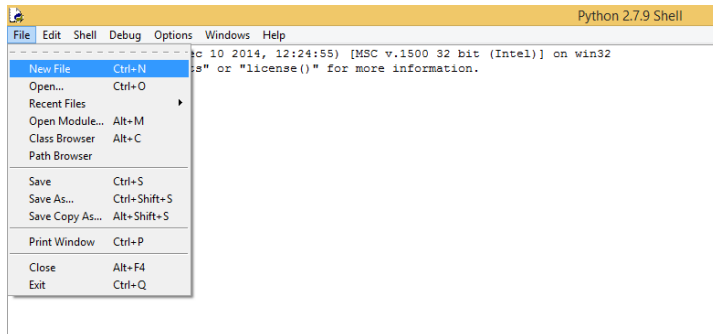 Python 2.7.9 Shell
File Edit Shell Debug Options Windows Help
ec 10 2014, 12:24:55) [MSC v.1500 32 bit (Intel)] on win32
s" or "license()" for more information.
New File Ctrl+N
Open... Ctrl+O
Recent Files
Open Module... Alt+M
Class Browser Alt+C
Path Browser
Save Ctrl+S
Save As... Ctrl+Shift+S
Save Copy As... Alt+Shift+S
Print Window Ctrl+P
Close Alt+F4
Exit Ctrl+Q